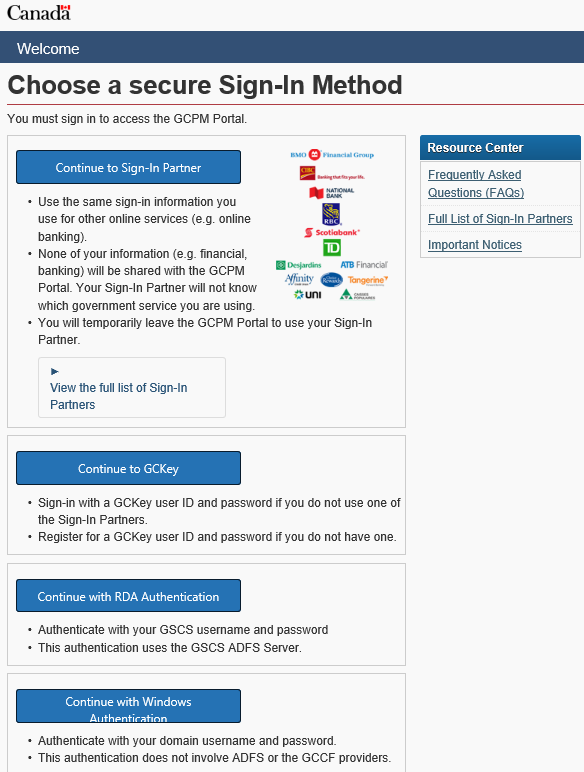 Canada
Welcome
Choose a secure Sign-In Method
You must sign in to access the GCPM Portal.
Continue to Sign-In Partner
• Use the same sign-in information you
use for other online services (e.g. online
banking).
• None of your information (e.g. financial,
banking) will be shared with the GCPM
Portal. Your Sign-In Partner will not know
which government service you are using.
• You will temporarily leave the GCPM Portal to use your Sign-In
Partner.
BMO Financial Group
CIBC Banking that fits your life.
NATIONAL
BANK
RBC
Scotiabank
TD
Desjardins ATB Financial
Affinity Rewards Tangerine
UNI CAISSES
POPULAIRES
►
View the full list of Sign-In
Partners
Continue to GCKey
• Sign-in with a GCKey user ID and password if you do not use one of
the Sign-In Partners.
• Register for a GCKey user ID and password if you do not have one.
Continue with RDA Authentication
• Authenticate with your GSCS username and password
• This authentication uses the GSCS ADFS Server.
Continue with Windows
Authentication
• Authenticate with your domain username and password.
• This authentication does not involve ADFS or the GCCF providers.
Resource Center
Frequently Asked
Questions (FAQs)
Full List of Sign-In Partners
Important Notices